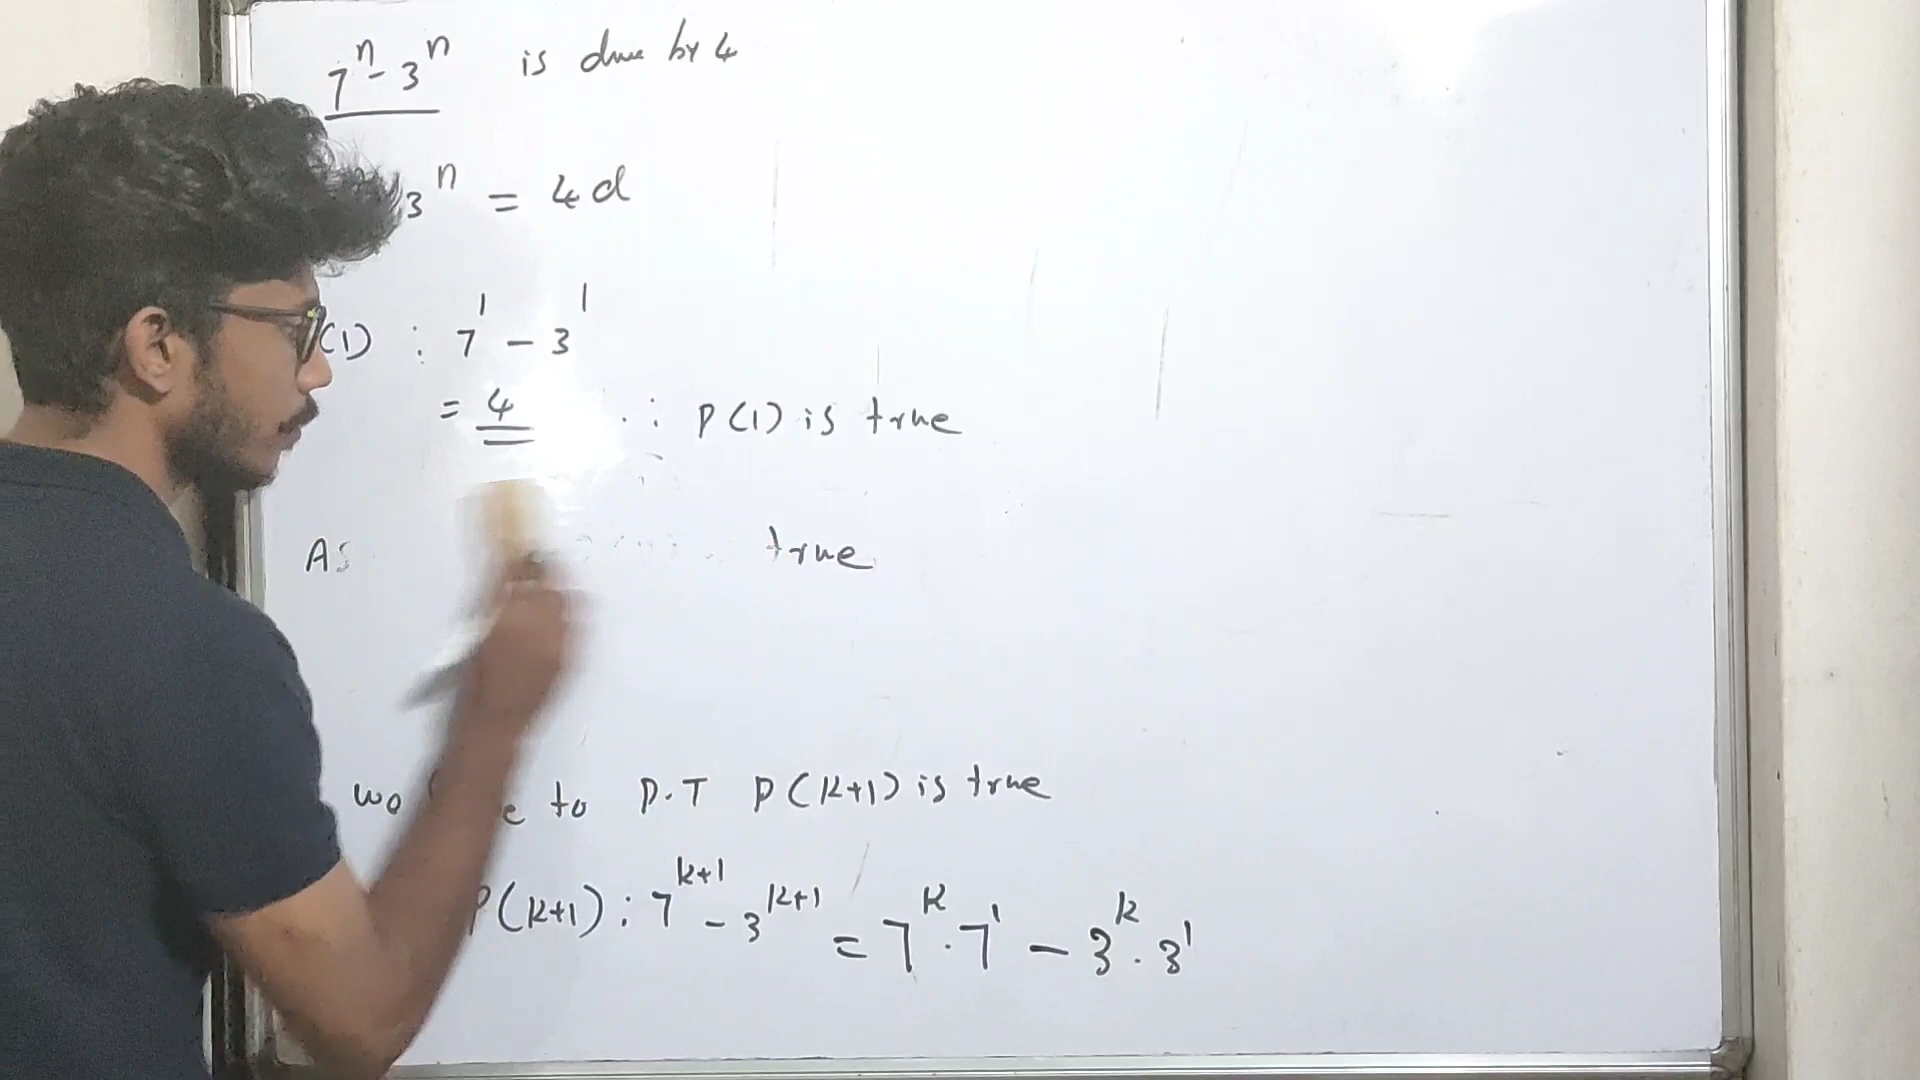 7ⁿ - 3ⁿ is by 4
3ⁿ = 4d
(1) : 7¹ - 3¹
= 4 ∴ P(1) is true
As true
to P.T P(k+1) is true
P(k+1) : 7ᵏ⁺¹ - 3ᵏ⁺¹ = 7ᵏ . 7¹ - 3ᵏ . 3¹